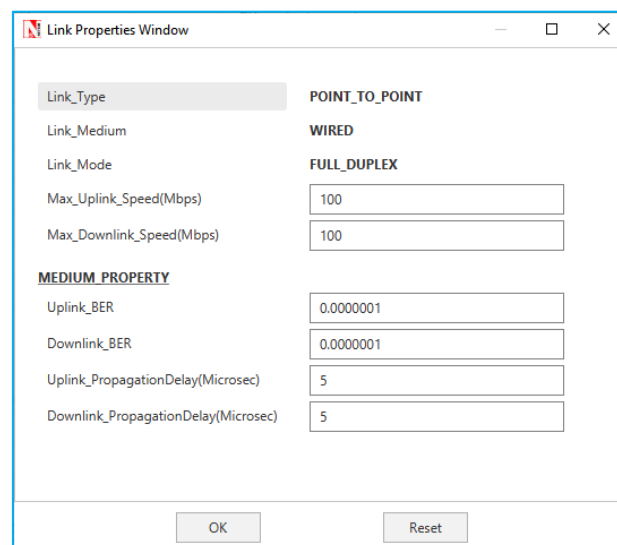 Link Properties Window
Link_Type POINT_TO_POINT
Link_Medium WIRED
Link_Mode FULL_DUPLEX
Max_Uplink_Speed(Mbps) 100
Max_Downlink_Speed(Mbps) 100
MEDIUM_PROPERTY
Uplink_BER 0.0000001
Downlink_BER 0.0000001
Uplink_PropagationDelay(Microsec) 5
Downlink_PropagationDelay(Microsec) 5
OK Reset